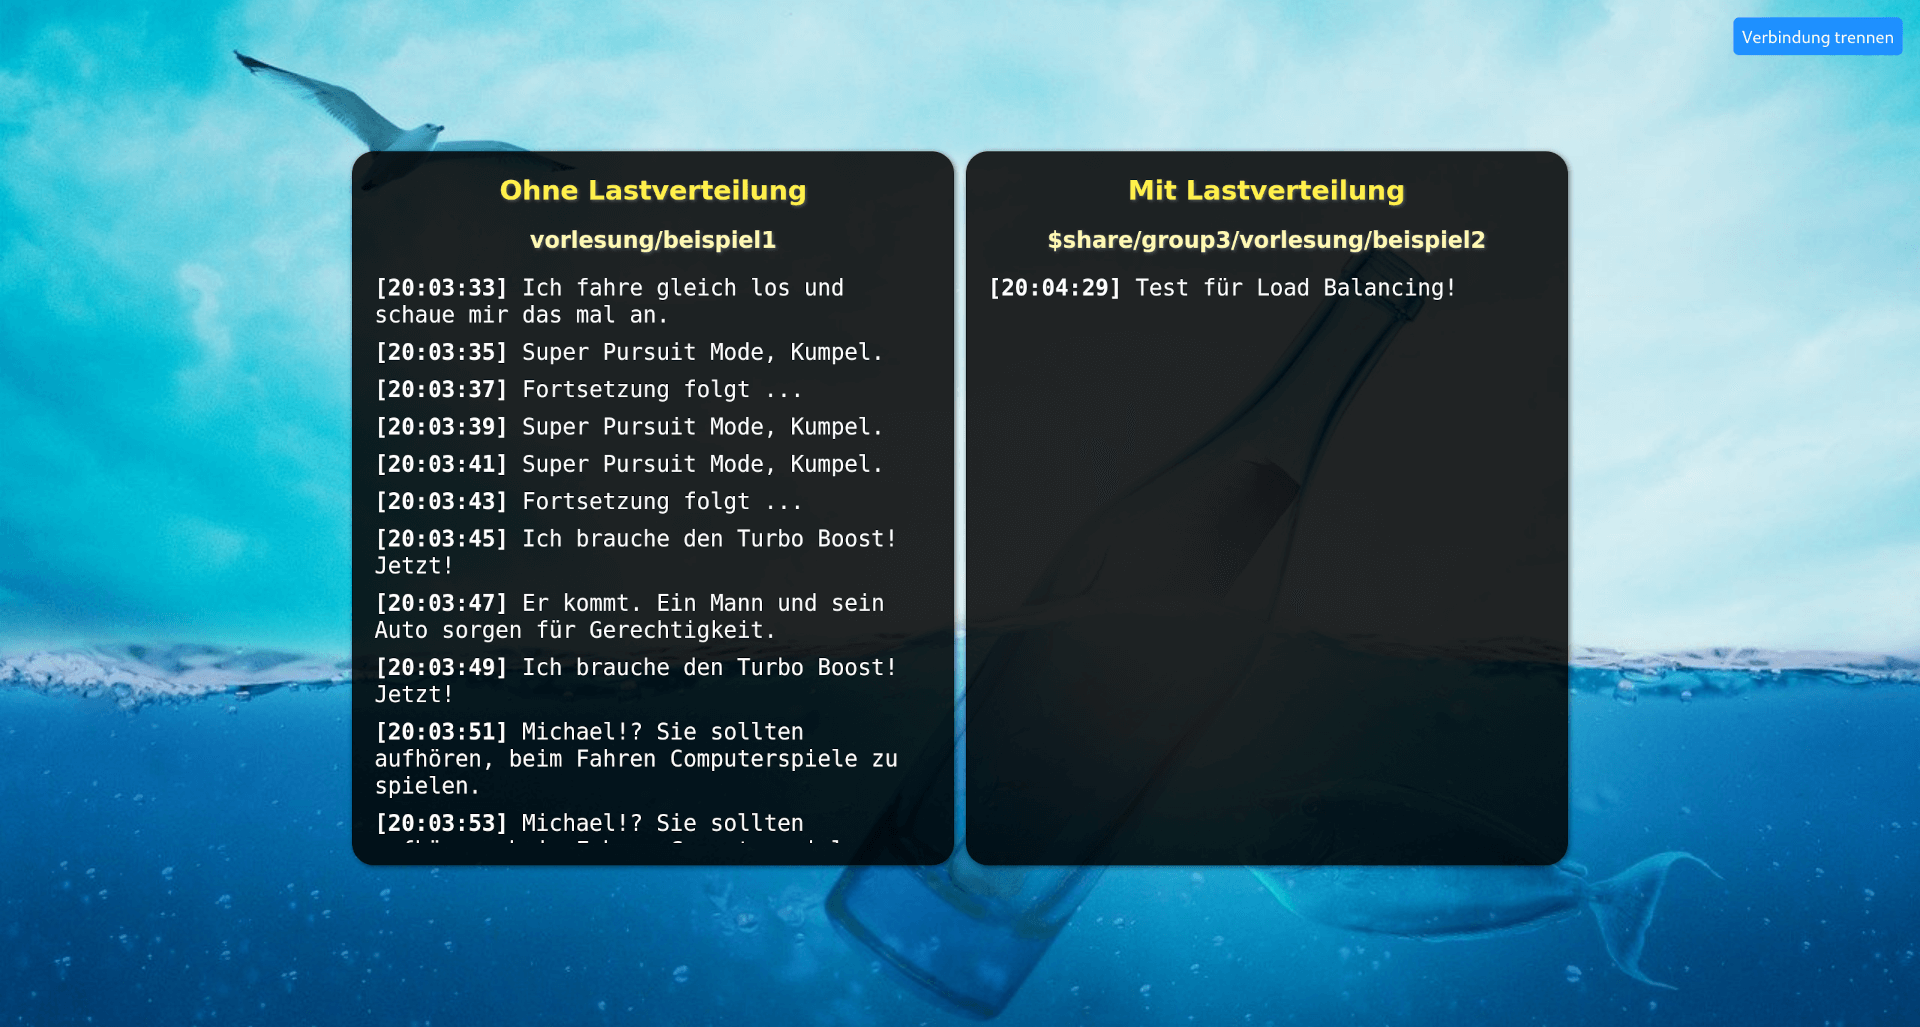 Verbindung trennen
Ohne Lastverteilung
vorlesung/beispiel1
[20:03:33] Ich fahre gleich los und
schaue mir das mal an.
[20:03:35] Super Pursuit Mode, Kumpel.
[20:03:37] Fortsetzung folgt ...
[20:03:39] Super Pursuit Mode, Kumpel.
[20:03:41] Super Pursuit Mode, Kumpel.
[20:03:43] Fortsetzung folgt ...
[20:03:45] Ich brauche den Turbo Boost!
Jetzt!
[20:03:47] Er kommt. Ein Mann und sein
Auto sorgen für Gerechtigkeit.
[20:03:49] Ich brauche den Turbo Boost!
Jetzt!
[20:03:51] Michael!? Sie sollten
aufhören, beim Fahren Computerspiele zu
spielen.
[20:03:53] Michael!? Sie sollten
Mit Lastverteilung
$share/group3/vorlesung/beispiel2
[20:04:29] Test für Load Balancing!